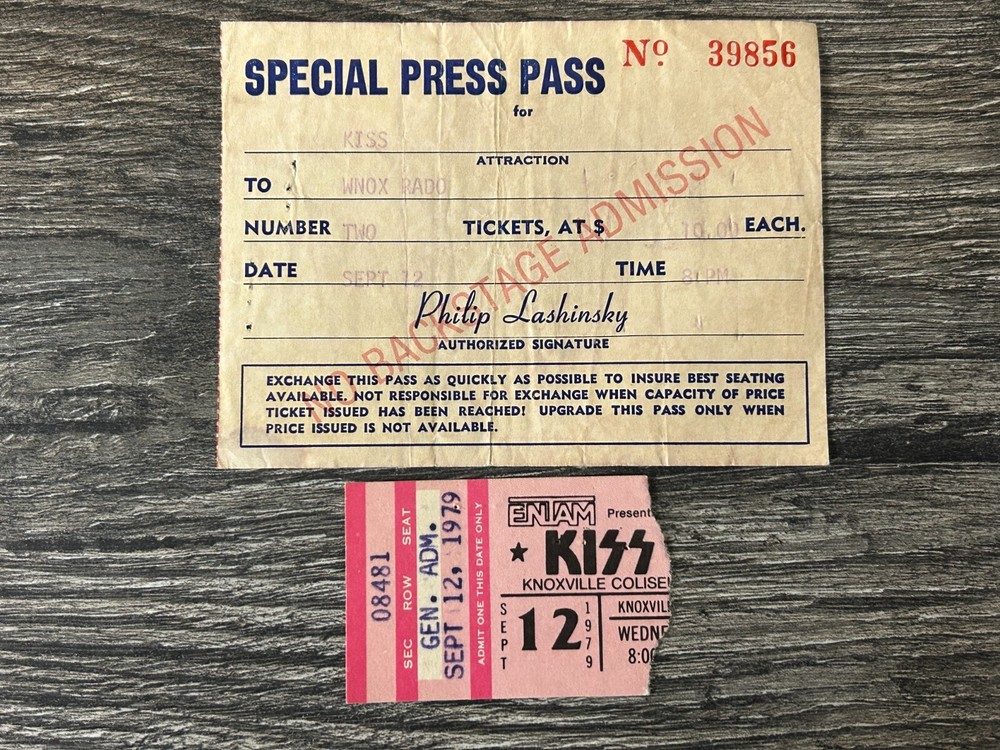 SPECIAL PRESS PASS
Nº 39856
for
KISS
ATTRACTION
TO WNOX RADO
NUMBER TWO TICKETS, AT $ 10.00 EACH.
DATE SEPT 12 TIME 8 PM
NO BACKSTAGE ADMISSION
Philip Lashinsky
AUTHORIZED SIGNATURE
EXCHANGE THIS PASS AS QUICKLY AS POSSIBLE TO INSURE BEST SEATING
AVAILABLE. NOT RESPONSIBLE FOR EXCHANGE WHEN CAPACITY OF PRICE
TICKET ISSUED HAS BEEN REACHED! UPGRADE THIS PASS ONLY WHEN
PRICE ISSUED IS NOT AVAILABLE.
08481
SEC ROW SEAT
GEN. ADM.
SEPT 12, 1979
ADMIT ONE THIS DATE ONLY
ENTAM Present
★ KISS
KNOXVILLE COLISE
SEPT 12 1979
KNOXVIL
WEDNE
8:00